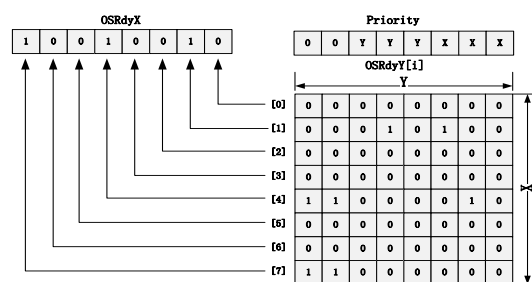 OSRdyX
Priority
1 0 0 1 0 0 1 0
0 0 Y Y Y X X X
OSRdyY[i]
Y
[0] 0 0 0 0 0 0 0 0
[1] 0 0 0 1 0 1 0 0
[2] 0 0 0 0 0 0 0 0
[3] 0 0 0 0 0 0 0 0
X
[4] 1 1 0 0 0 0 1 0
[5] 0 0 0 0 0 0 0 0
[6] 0 0 0 0 0 0 0 0
[7] 1 1 0 0 0 0 0 0